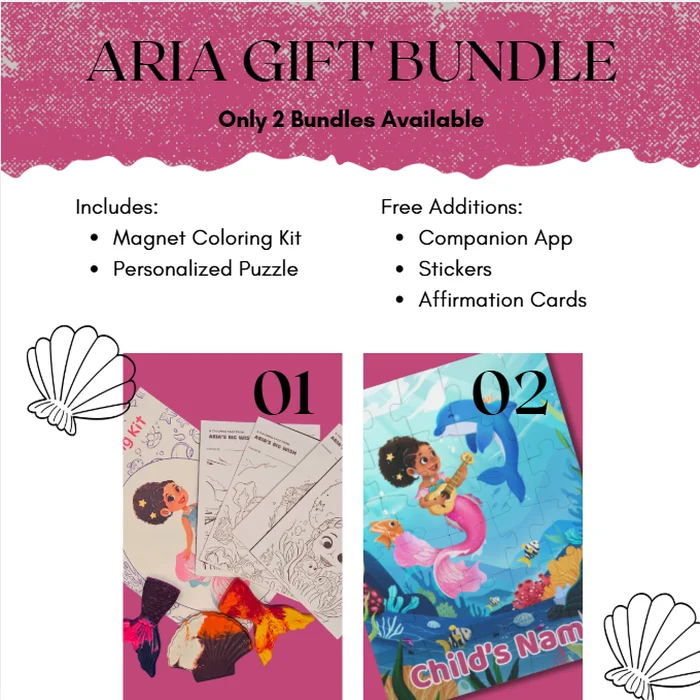 ARIA GIFT BUNDLE
Only 2 Bundles Available
Includes:
• Magnet Coloring Kit
• Personalized Puzzle
Free Additions:
• Companion App
• Stickers
• Affirmation Cards
01
g Kit
ARIA'S BIG WISH
ARIA'S BIG WISH
02
Child's Nam